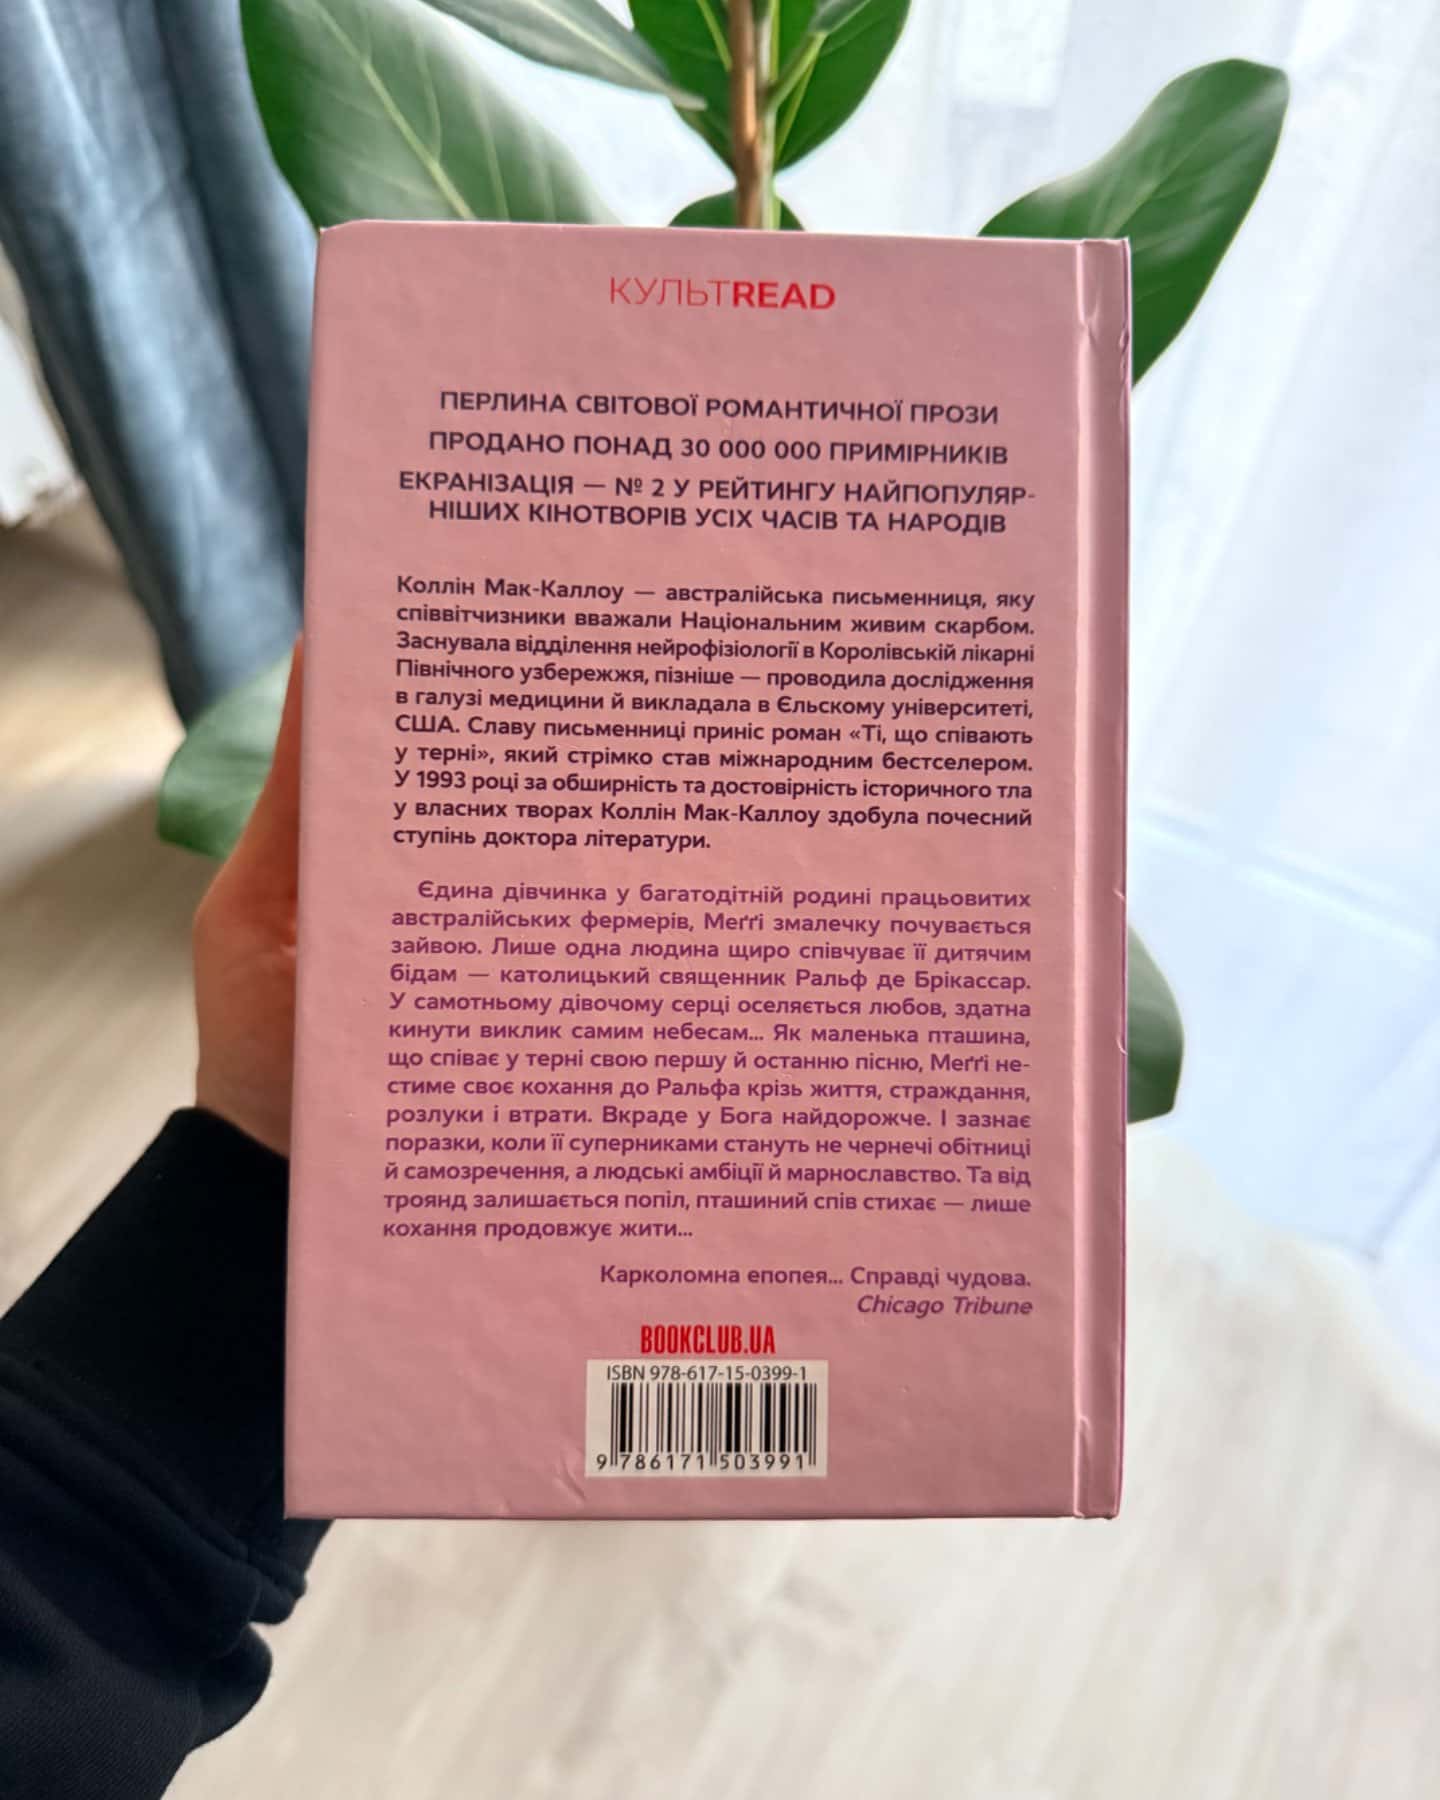 КУЛЬТREAD
ПЕРЛИНА СВІТОВОЇ РОМАНТИЧНОЇ ПРОЗИ
ПРОДАНО ПОНАД 30 000 000 ПРИМІРНИКІВ
ЕКРАНІЗАЦІЯ — № 2 У РЕЙТИНГУ НАЙПОПУЛЯР-
НІШИХ КІНОТВОРІВ УСІХ ЧАСІВ ТА НАРОДІВ
Коллін Мак-Каллоу — австралійська письменниця, яку
співвітчизники вважали Національним живим скарбом.
Заснувала відділення нейрофізіології в Королівській лікарні
Північного узбережжя, пізніше — проводила дослідження
в галузі медицини й викладала в Єльскому університеті,
США. Славу письменниці приніс роман «Ті, що співають
у терні», який стрімко став міжнародним бестселером.
У 1993 році за обширність та достовірність історичного тла
у власних творах Коллін Мак-Каллоу здобула почесний
ступінь доктора літератури.
Єдина дівчинка у багатодітній родині працьовитих
австралійських фермерів, Меґґі змалечку почувається
зайвою. Лише одна людина щиро співчуває її дитячим
бідам — католицький священник Ральф де Брікассар.
У самотньому дівочому серці оселяється любов, здатна
кинути виклик самим небесам... Як маленька пташина,
що співає у терні свою першу й останню пісню, Меґґі не-
стиме своє кохання до Ральфа крізь життя, страждання,
розлуки і втрати. Вкраде у Бога найдорожче. І зазнає
поразки, коли її суперниками стануть не чернечі обітниці
й самозречення, а людські амбіції й марнославство. Та від
троянд залишається попіл, пташиний спів стихає — лише
кохання продовжує жити...
Карколомна епопея... Справді чудова.
Chicago Tribune
BOOKCLUB.UA
ISBN 978-617-15-0399-1
9 786171 503991